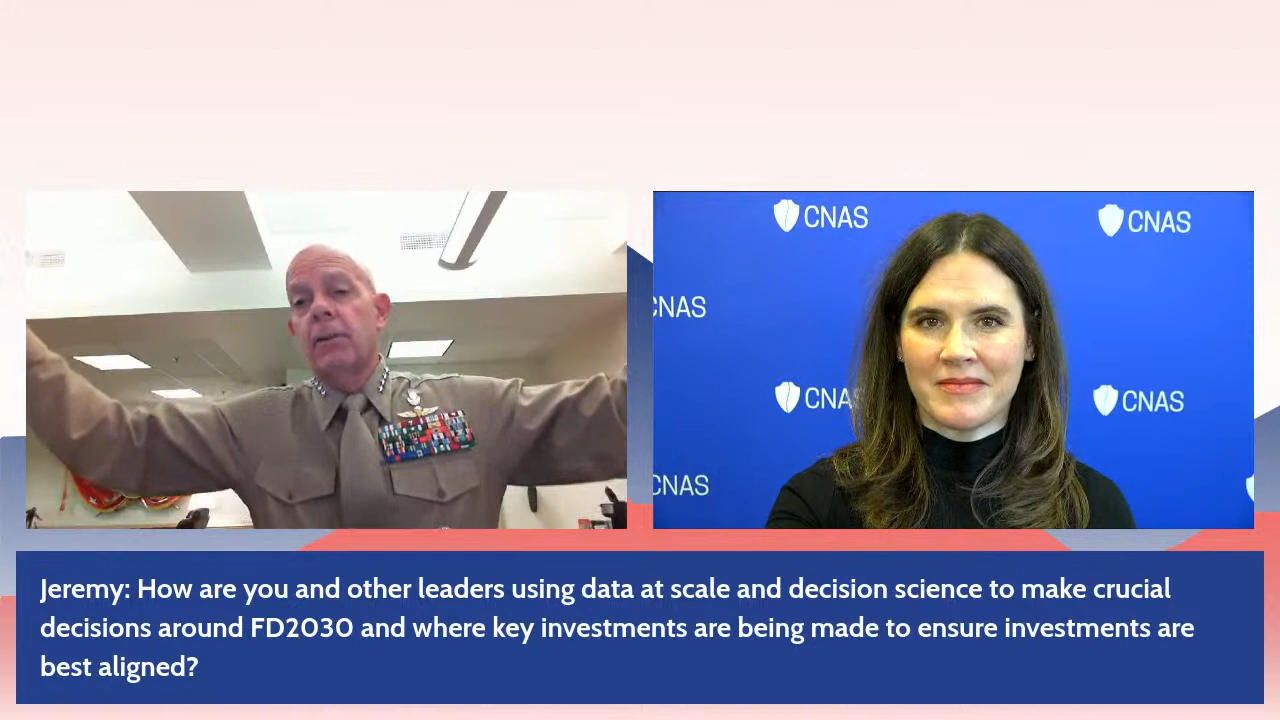 CNAS
CNAS
CNAS
CNAS
CNAS
CNAS
Jeremy: How are you and other leaders using data at scale and decision science to make crucial
decisions around FD2030 and where key investments are being made to ensure investments are
best aligned?